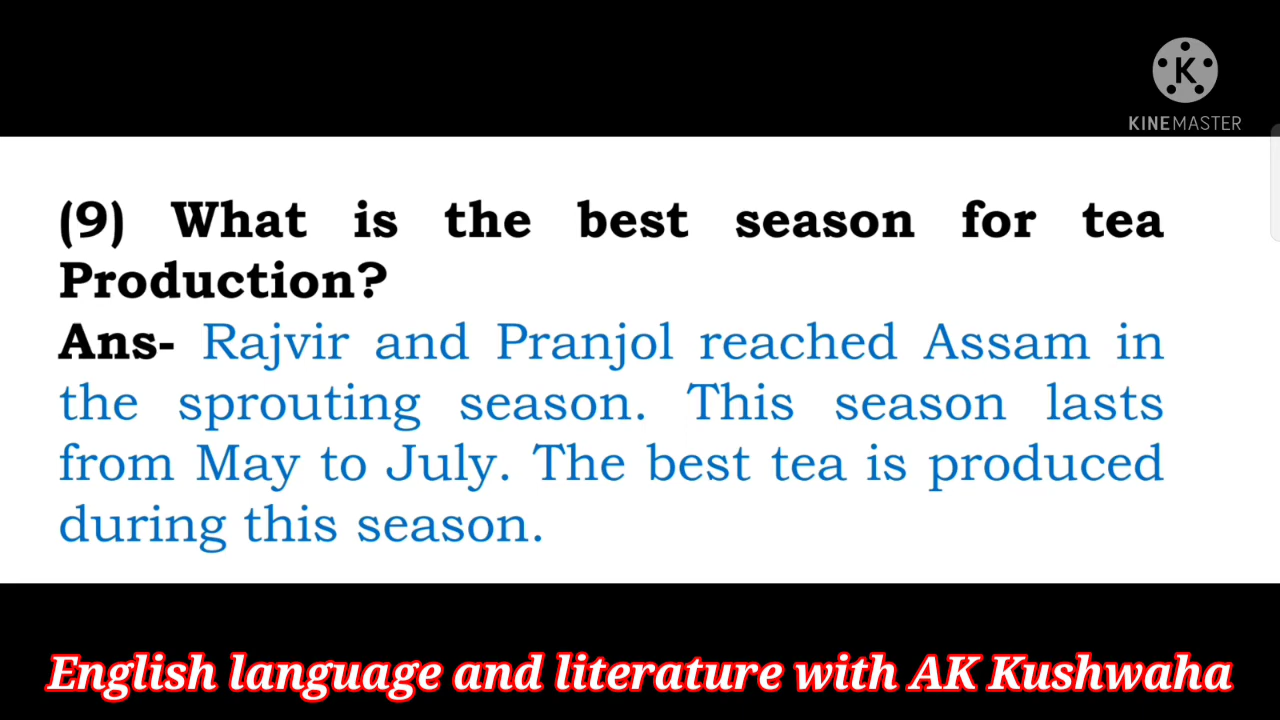 K
KINEMASTER
(9) What is the best season for tea
Production?
Ans- Rajvir and Pranjol reached Assam in
the sprouting season. This season lasts
from May to July. The best tea is produced
during this season.
English language and literature with AK Kushwaha